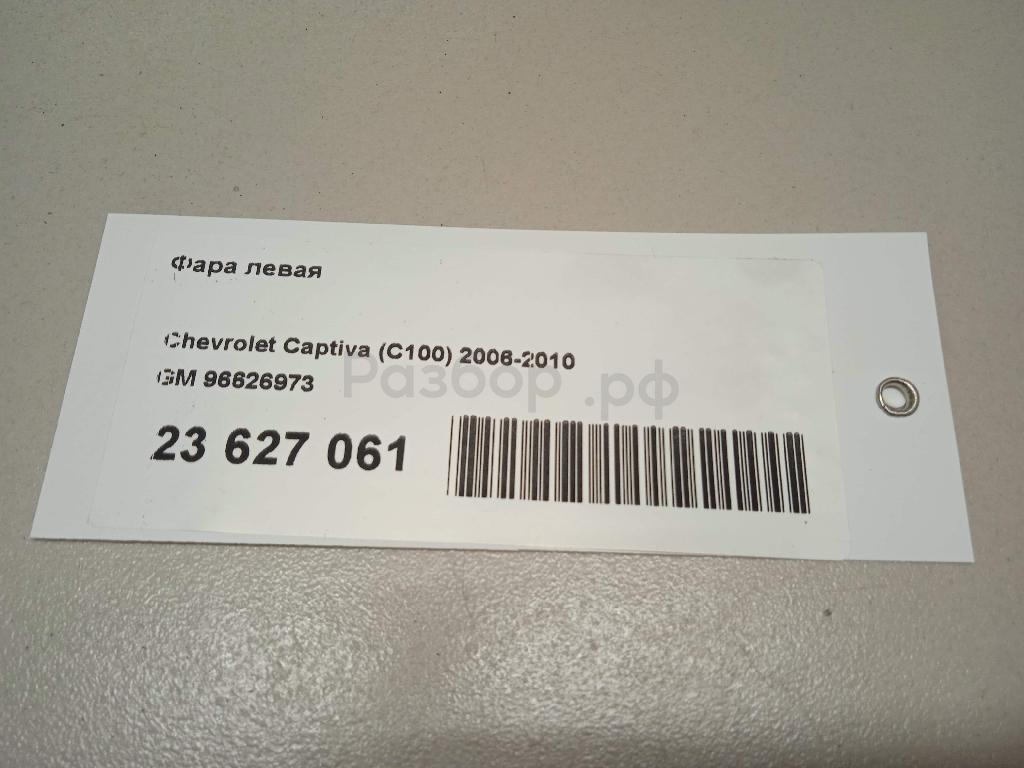 Фара левая
Chevrolet Captiva (C100) 2006-2010
GM 96626973
Разбор.рф
23 627 061